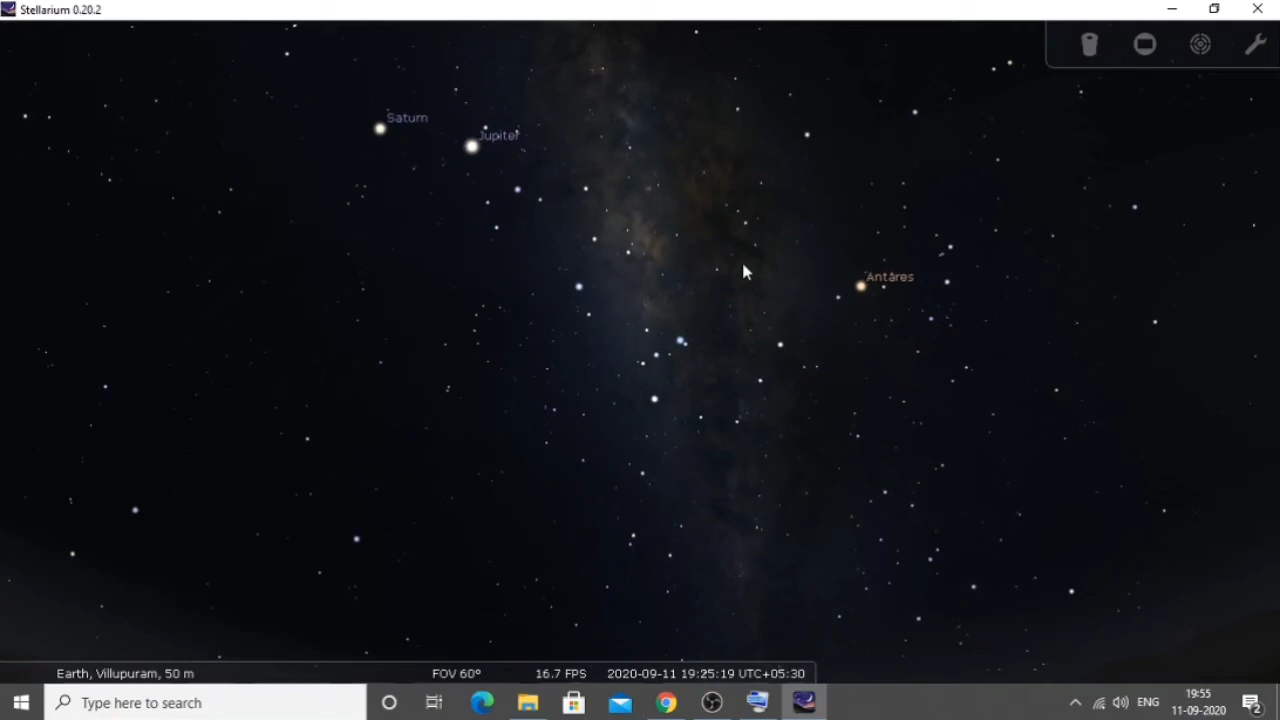 Stellarium 0.20.2
Saturn
Jupiter
Antares
Earth, Villupuram, 50 m
FOV 60°
16.7 FPS
2020-09-11 19:25:19 UTC+05:30
Type here to search
ENG
19:55
11-09-2020
2